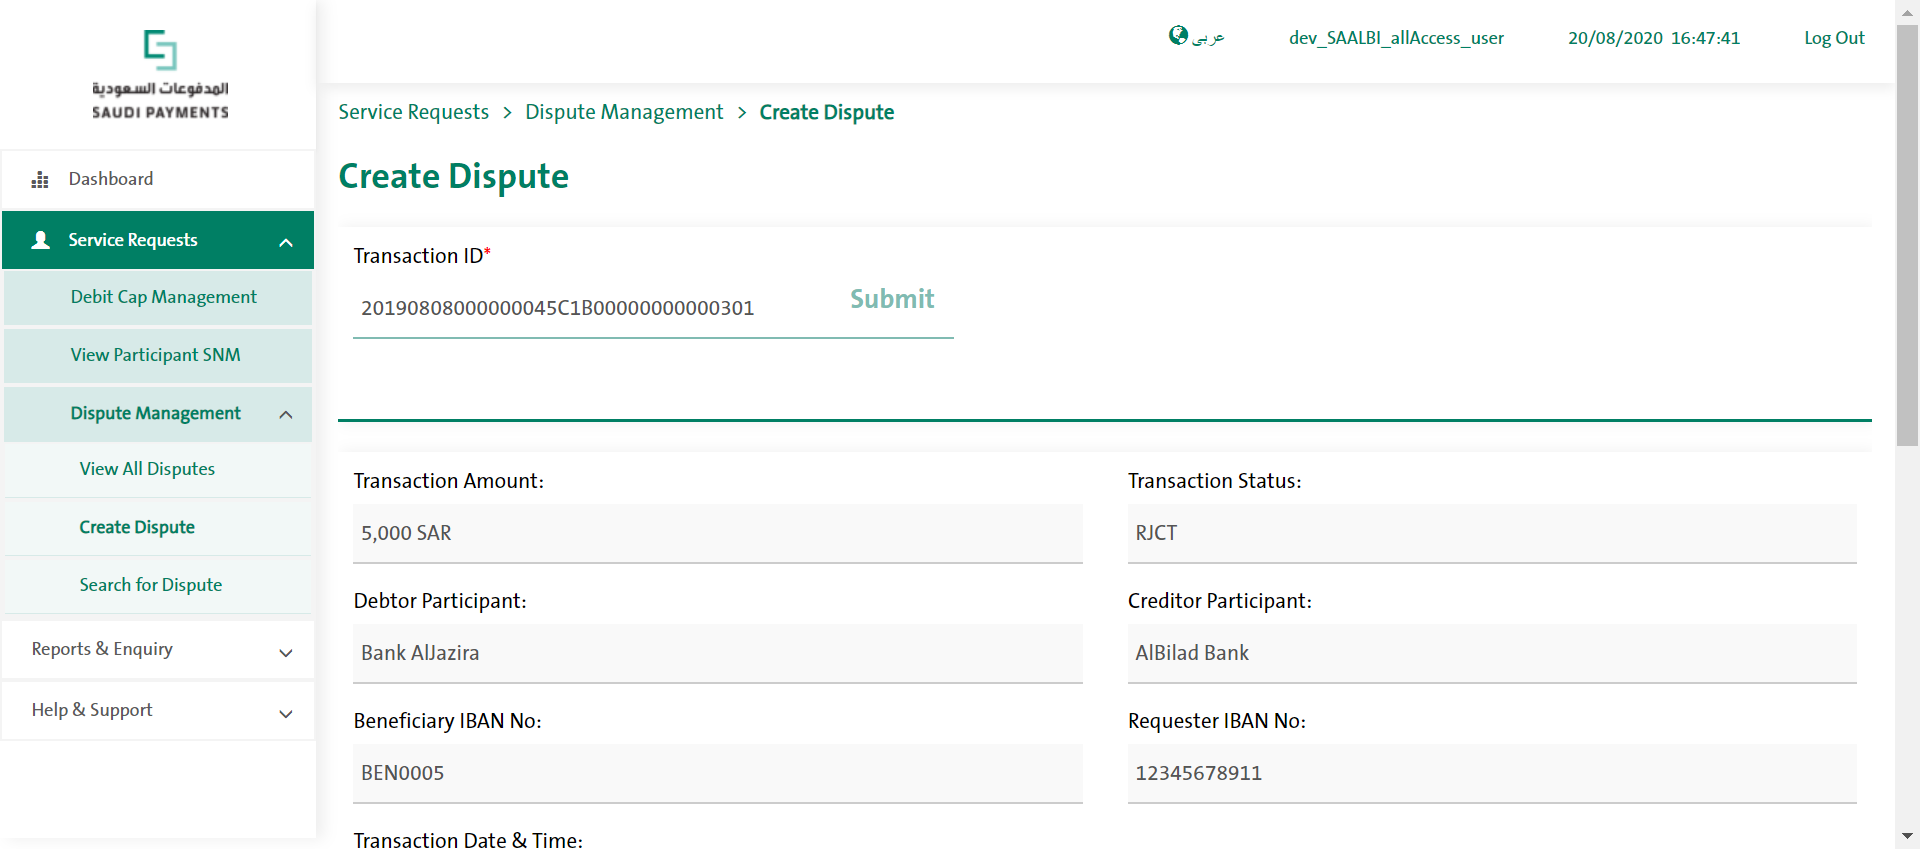 المدفوعات السعودية
SAUDI PAYMENTS
عربى
dev_SAALBI_allAccess_user
20/08/2020 16:47:41
Log Out
Dashboard
Service Requests
Debit Cap Management
View Participant SNM
Dispute Management
View All Disputes
Create Dispute
Search for Dispute
Reports & Enquiry
Help & Support
Service Requests > Dispute Management > Create Dispute
Create Dispute
Transaction ID*
20190808000000045C1B00000000000301
Submit
Transaction Amount:
5,000 SAR
Transaction Status:
RJCT
Debtor Participant:
Bank AlJazira
Creditor Participant:
AlBilad Bank
Beneficiary IBAN No:
BEN0005
Requester IBAN No:
12345678911
Transaction Date & Time: